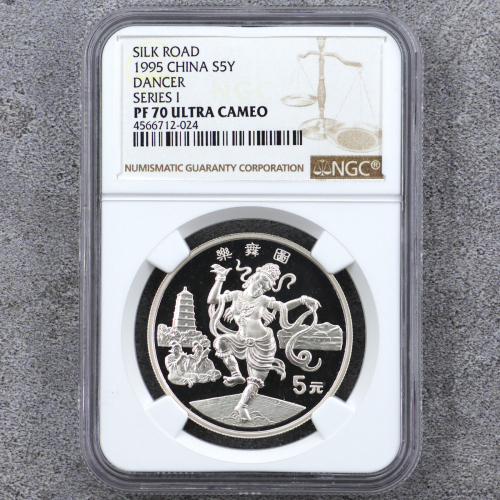 SILK ROAD
1995 CHINA S5Y
DANCER
SERIES I
PF 70 ULTRA CAMEO
4566712-024
NUMISMATIC GUARANTY CORPORATION
NGC®
NGC
樂舞圖
5元